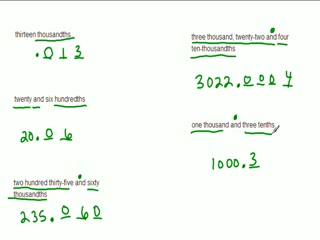 thirteen thousandths
.013
twenty and six hundredths
20.06
two hundred thirty-five and sixty
thousandths
235.060
three thousand, twenty-two and four
ten-thousandths
3022.0004
one thousand and three tenths
1000.3